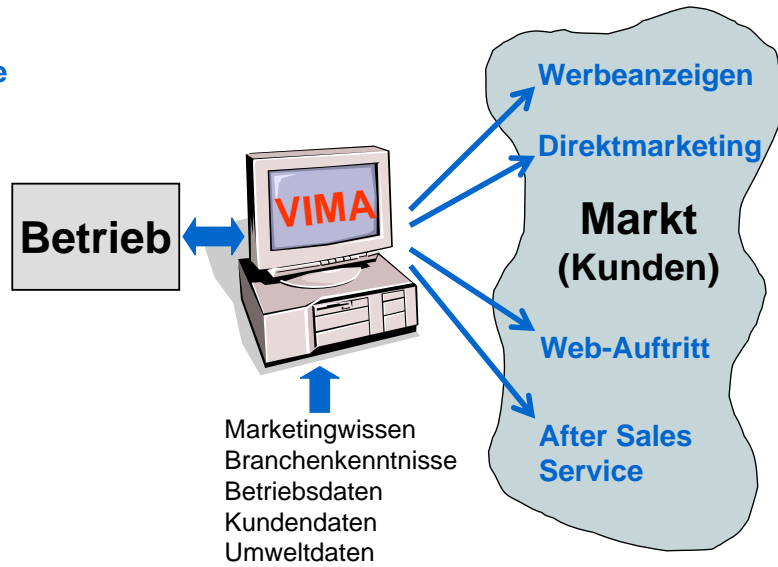 e
Betrieb
VIMA
Werbeanzeigen
Direktmarketing
Markt
(Kunden)
Web-Auftritt
After Sales
Service
Marketingwissen
Branchenkenntnisse
Betriebsdaten
Kundendaten
Umweltdaten